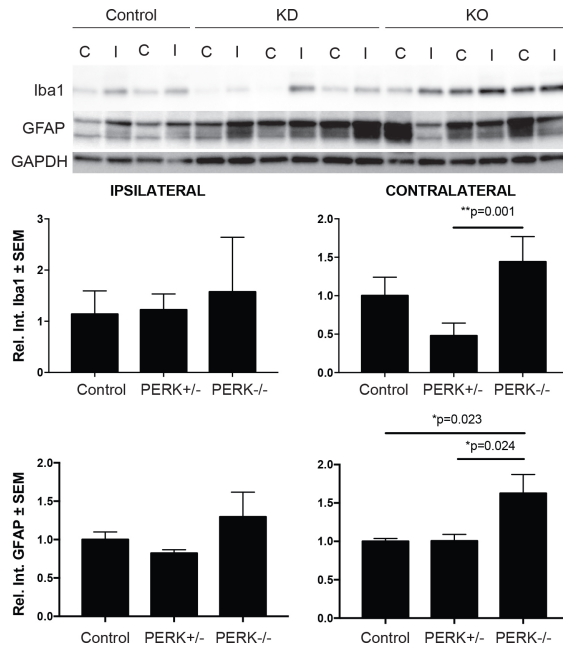 Control KD KO
C I C I C I C I C I C I C I C I
Iba1
GFAP
GAPDH
IPSILATERAL
Rel. Int. Iba1 ± SEM
3
2
1
0
Control PERK+/- PERK-/-
CONTRALATERAL
**p=0.001
2.0
1.5
1.0
0.5
0.0
Control PERK+/- PERK-/-
Rel. Int. GFAP ± SEM
2.0
1.5
1.0
0.5
0.0
Control PERK+/- PERK-/-
*p=0.023
*p=0.024
2.0
1.5
1.0
0.5
0.0
Control PERK+/- PERK-/-